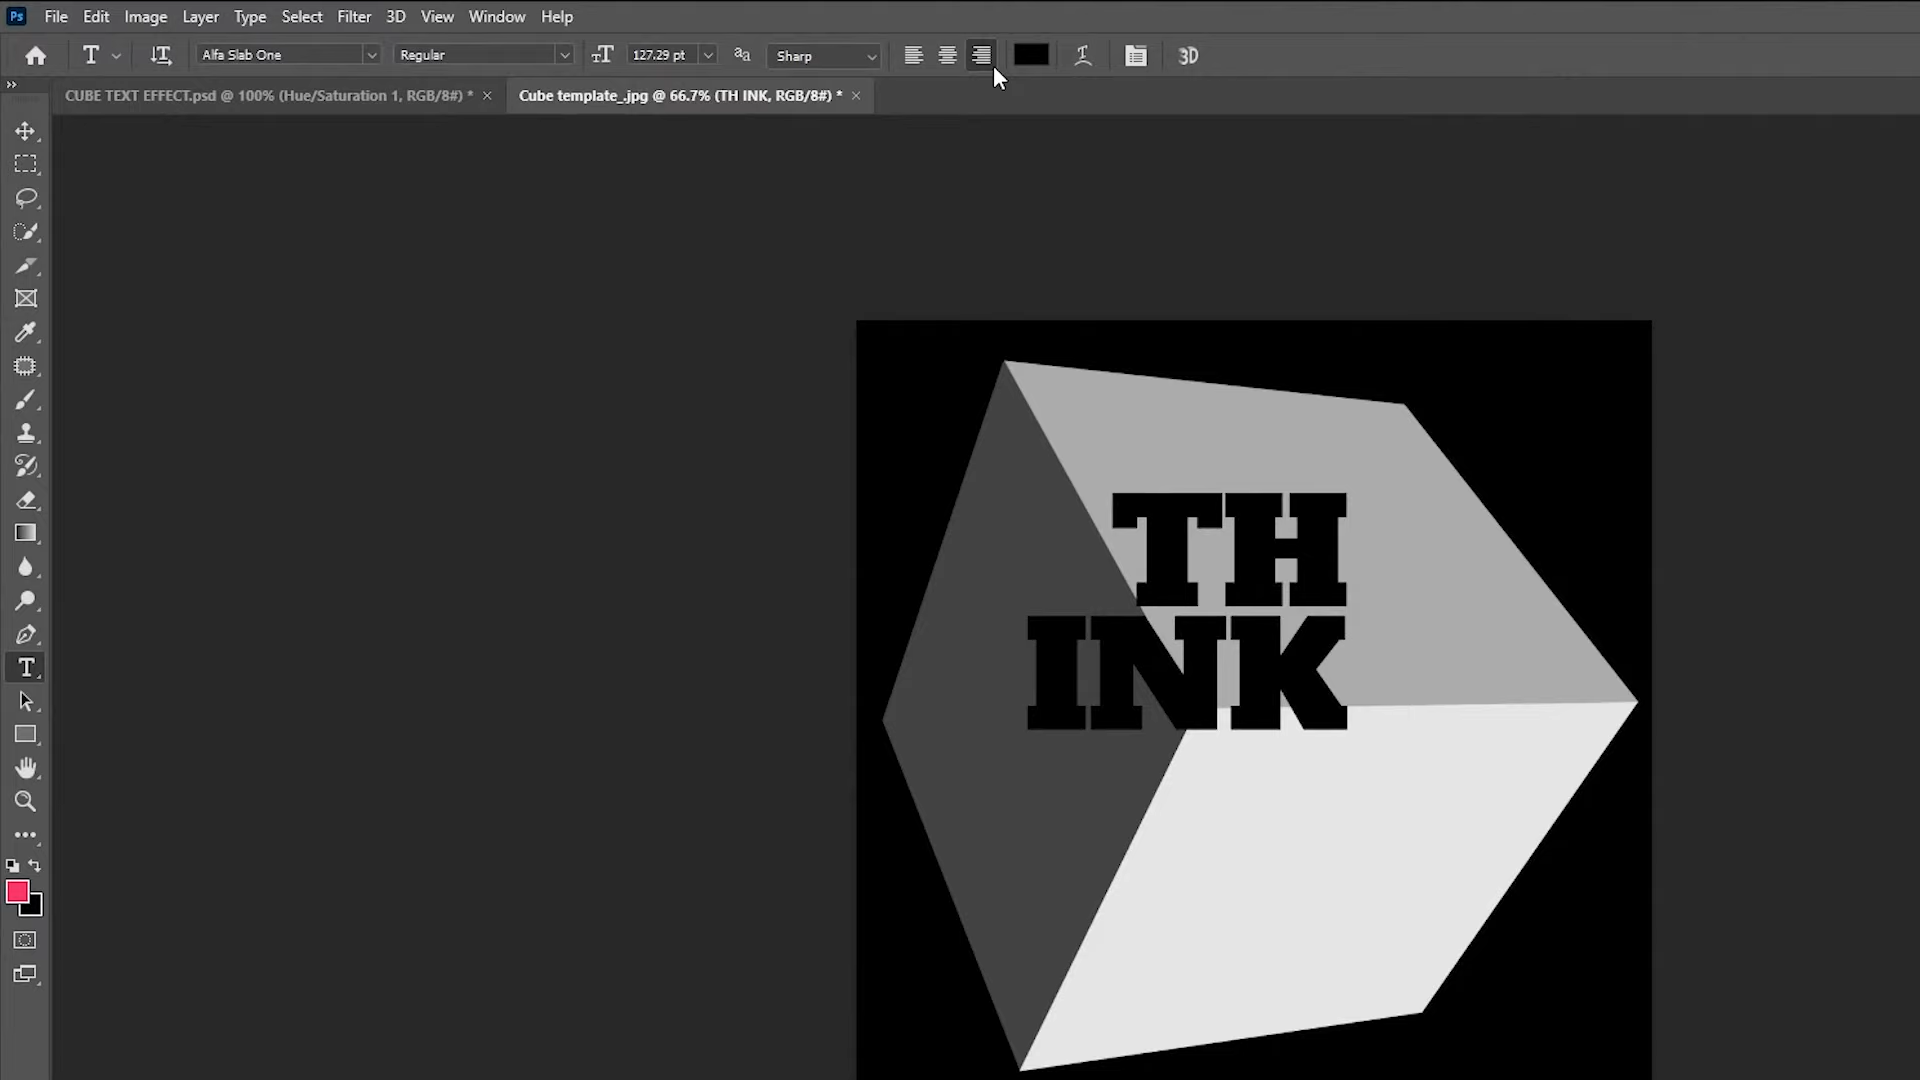 Ps File Edit Image Layer Type Select Filter 3D View Window Help
T Alfa Slab One Regular 127.29 pt aa Sharp 3D
CUBE TEXT EFFECT.psd @ 100% (Hue/Saturation 1, RGB/8#) * Cube template_.jpg @ 66.7% (TH INK, RGB/8#) *
TH
INK